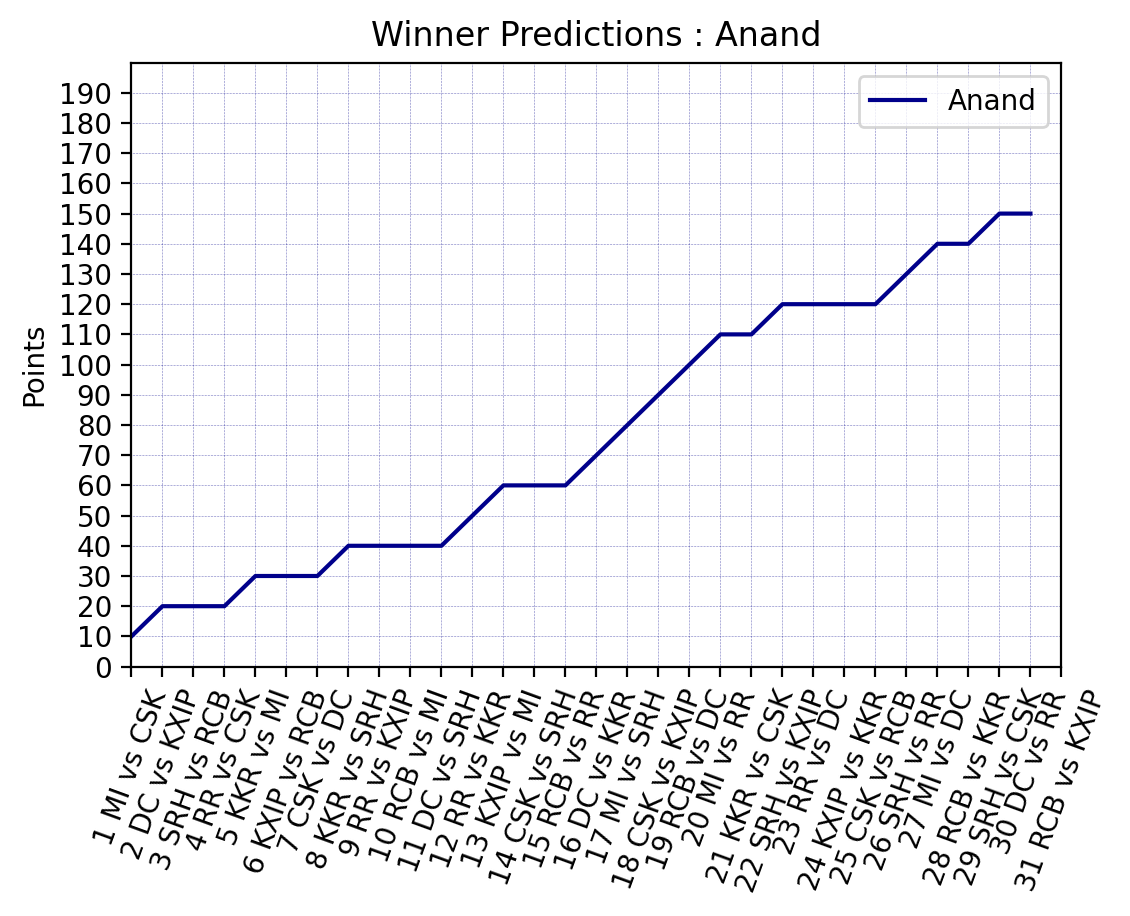 Winner Predictions : Anand
Anand
Points
190
180
170
160
150
140
130
120
110
100
90
80
70
60
50
40
30
20
10
0
1 MI vs CSK
2 DC vs KXIP
3 SRH vs RCB
4 RR vs CSK
5 KKR vs MI
6 KXIP vs RCB
7 CSK vs DC
8 KKR vs SRH
9 RR vs KXIP
10 RCB vs MI
11 DC vs SRH
12 RR vs KKR
13 KXIP vs MI
14 CSK vs SRH
15 RCB vs RR
16 DC vs KKR
17 MI vs SRH
18 CSK vs KXIP
19 RCB vs DC
20 MI vs RR
21 KKR vs CSK
22 SRH vs KXIP
23 RR vs DC
24 KXIP vs KKR
25 CSK vs RCB
26 SRH vs RR
27 MI vs DC
28 RCB vs KKR
29 SRH vs CSK
30 DC vs RR
31 RCB vs KXIP